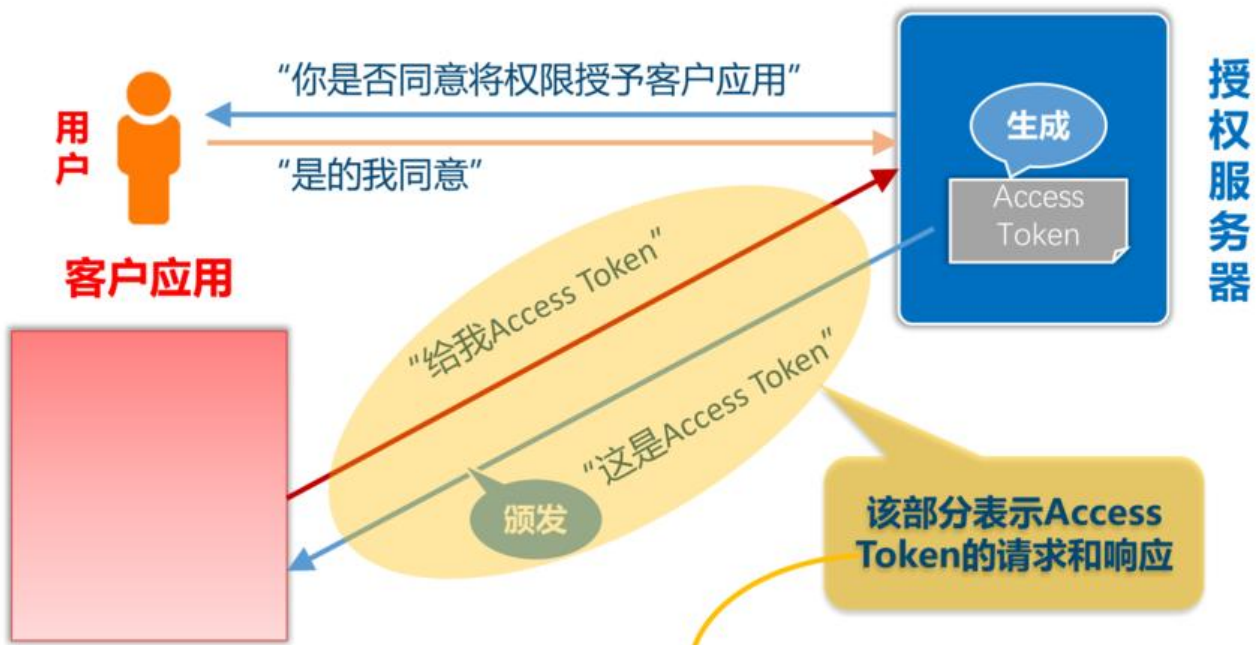 “你是否同意将权限授予客户应用”
用户
“是的我同意”
客户应用
授权服务器
生成
Access
Token
“给我Access Token”
“这是Access Token”
颁发
该部分表示Access
Token的请求和响应